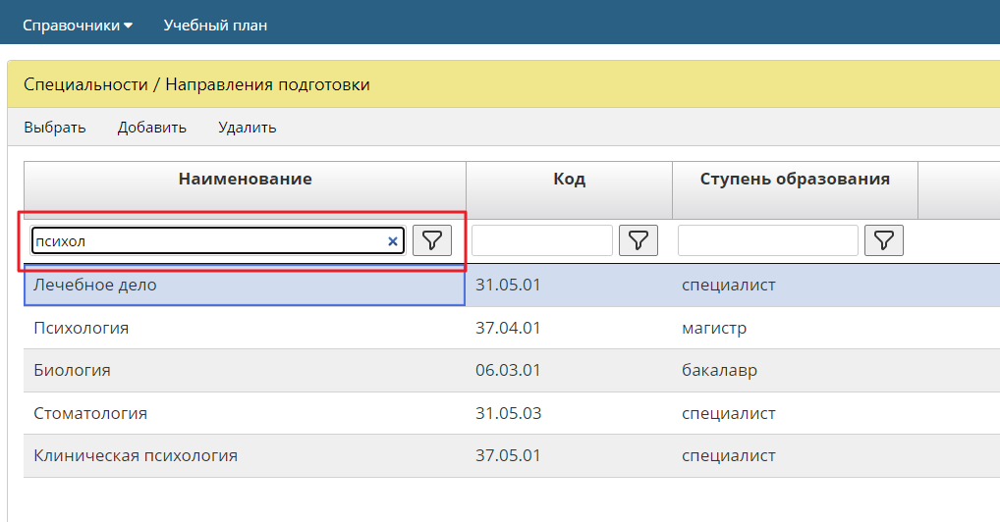 Справочники Учебный план
Специальности / Направления подготовки
Выбрать Добавить Удалить
Наименование Код Ступень образования
психол
Лечебное дело 31.05.01 специалист
Психология 37.04.01 магистр
Биология 06.03.01 бакалавр
Стоматология 31.05.03 специалист
Клиническая психология 37.05.01 специалист